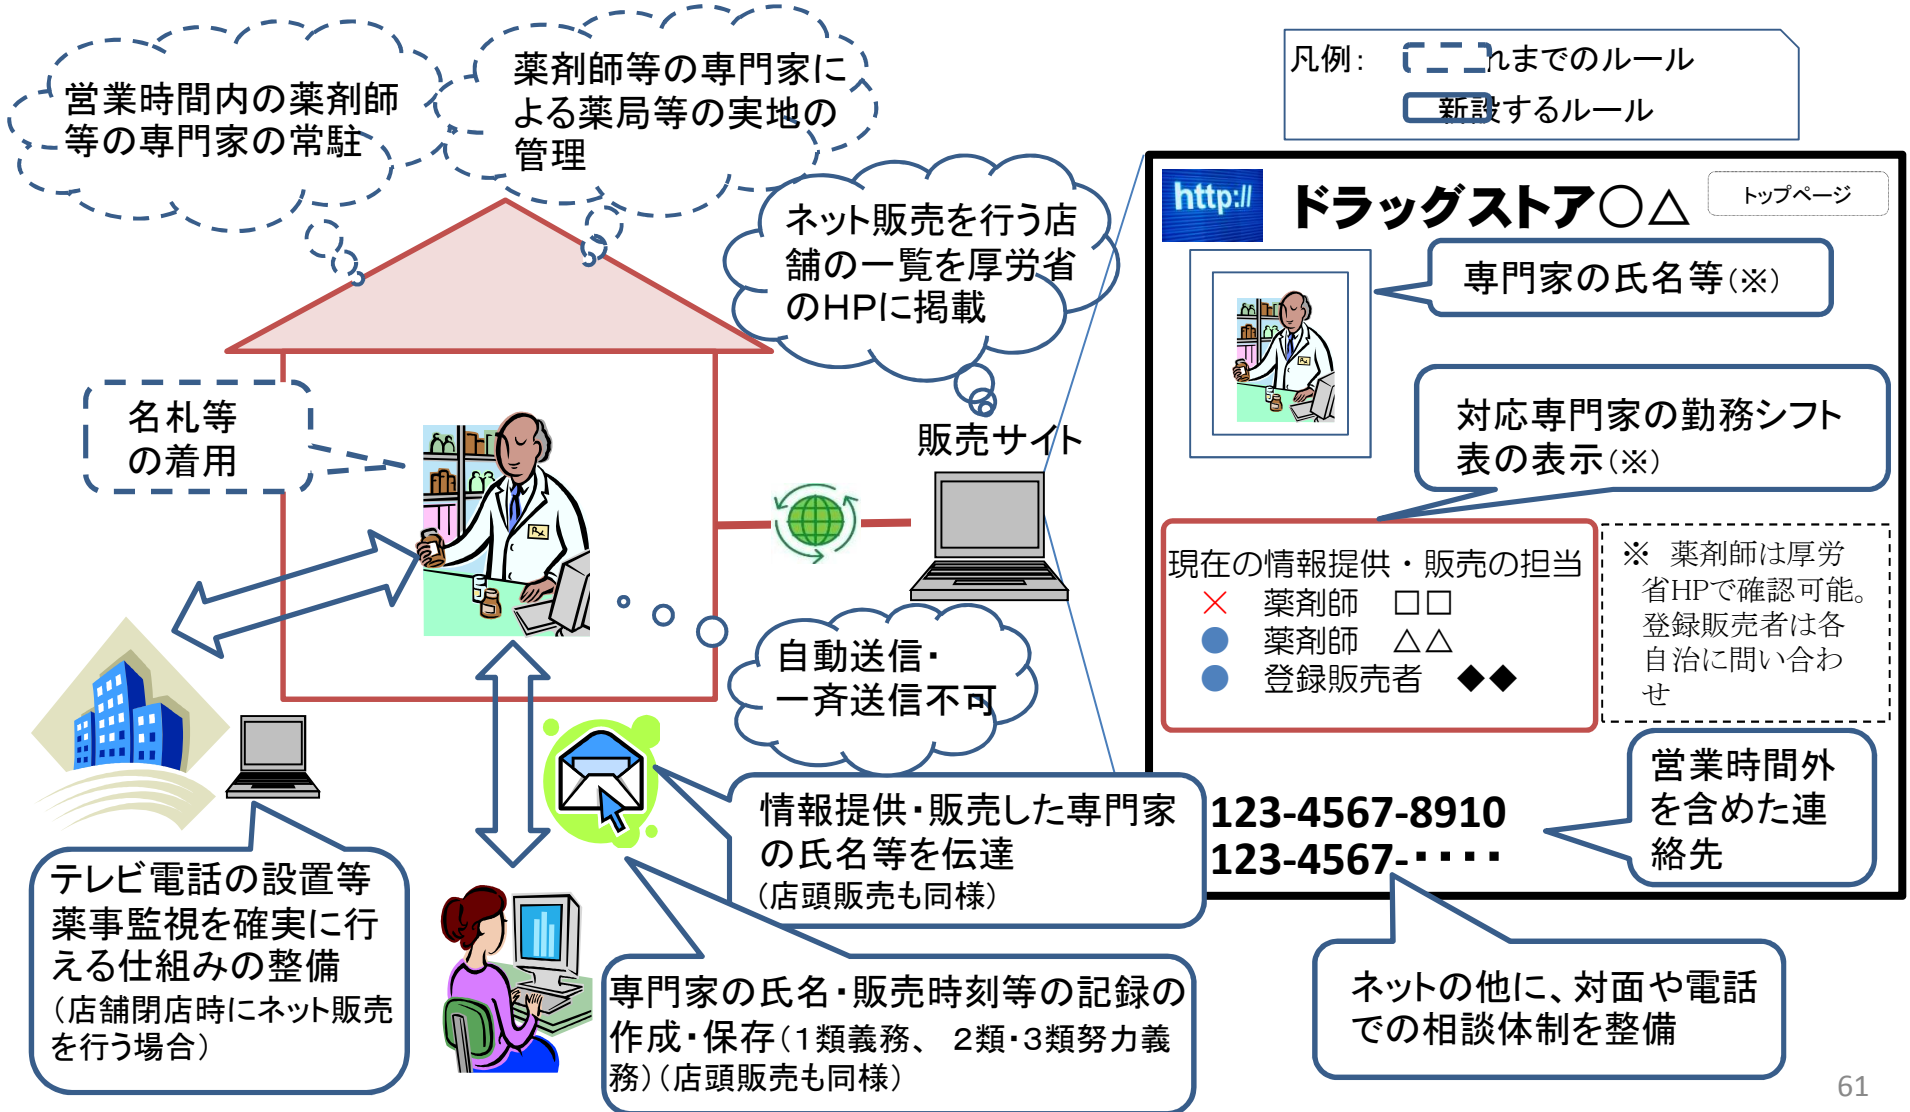 営業時間内の薬剤師
等の専門家の常駐
薬剤師等の専門家に
よる薬局等の実地の
管理
凡例：
れまでのルール
新設するルール
ネット販売を行う店
舗の一覧を厚労省
のHPに掲載
http://
ドラッグストア○△
トップページ
専門家の氏名等（※）
対応専門家の勤務シフト
表の表示（※）
名札等
の着用
販売サイト
現在の情報提供・販売の担当
× 薬剤師 □□
● 薬剤師 △△
● 登録販売者 ◆◆
※ 薬剤師は厚労
省HPで確認可能。
登録販売者は各
自治に問い合わ
せ
自動送信・
一斉送信不可
情報提供・販売した専門家
の氏名等を伝達
（店頭販売も同様）
123-4567-8910
123-4567-・・・・
営業時間外
を含めた連
絡先
テレビ電話の設置等
薬事監視を確実に行
える仕組みの整備
（店舗閉店時にネット販売
を行う場合）
専門家の氏名・販売時刻等の記録の
作成・保存（1類義務、 2類・3類努力義
務）（店頭販売も同様）
ネットの他に、対面や電話
での相談体制を整備
61